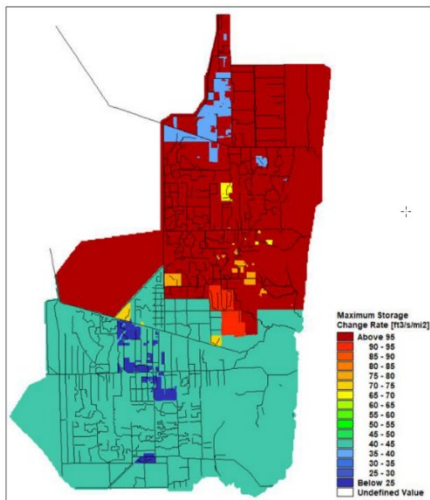 Maximum Storage
Change Rate [ft3/s/mi2]
Above 95
90 - 95
85 - 90
80 - 85
75 - 80
70 - 75
65 - 70
60 - 65
55 - 60
50 - 55
45 - 50
40 - 45
35 - 40
30 - 35
25 - 30
Below 25
Undefined Value